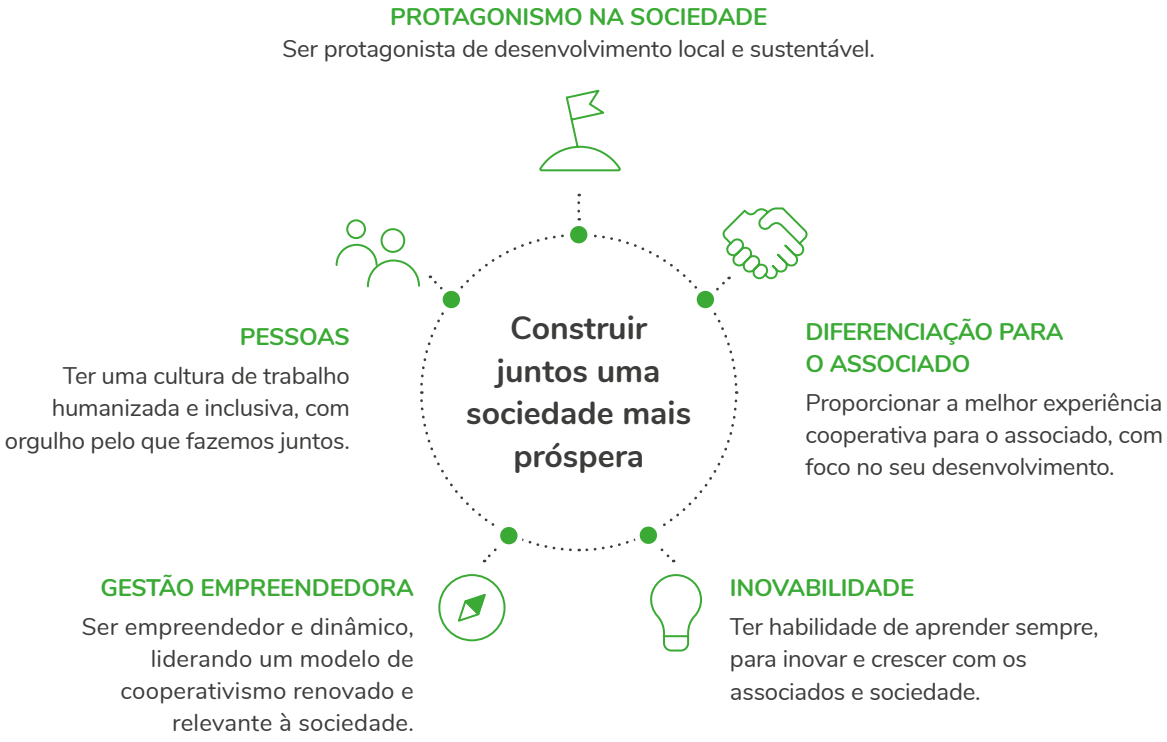 PROTAGONISMO NA SOCIEDADE
Ser protagonista de desenvolvimento local e sustentável.
PESSOAS
Ter uma cultura de trabalho
humanizada e inclusiva, com
orgulho pelo que fazemos juntos.
Construir
juntos uma
sociedade mais
próspera
DIFERENCIAÇÃO PARA
O ASSOCIADO
Proporcionar a melhor experiência
cooperativa para o associado, com
foco no seu desenvolvimento.
GESTÃO EMPREENDEDORA
Ser empreendedor e dinâmico,
liderando um modelo de
cooperativismo renovado e
relevante à sociedade.
INOVABILIDADE
Ter habilidade de aprender sempre,
para inovar e crescer com os
associados e sociedade.